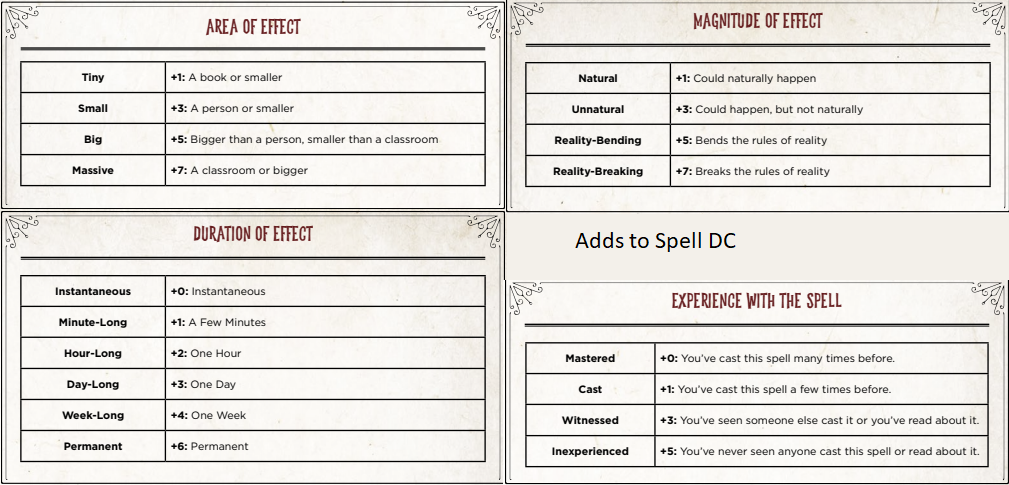 AREA OF EFFECT
Tiny +1: A book or smaller
Small +3: A person or smaller
Big +5: Bigger than a person, smaller than a classroom
Massive +7: A classroom or bigger
MAGNITUDE OF EFFECT
Natural +1: Could naturally happen
Unnatural +3: Could happen, but not naturally
Reality-Bending +5: Bends the rules of reality
Reality-Breaking +7: Breaks the rules of reality
DURATION OF EFFECT
Instantaneous +0: Instantaneous
Minute-Long +1: A Few Minutes
Hour-Long +2: One Hour
Day-Long +3: One Day
Week-Long +4: One Week
Permanent +6: Permanent
Adds to Spell DC
EXPERIENCE WITH THE SPELL
Mastered +0: You've cast this spell many times before.
Cast +1: You've cast this spell a few times before.
Witnessed +3: You've seen someone else cast it or you've read about it.
Inexperienced +5: You've never seen anyone cast this spell or read about it.